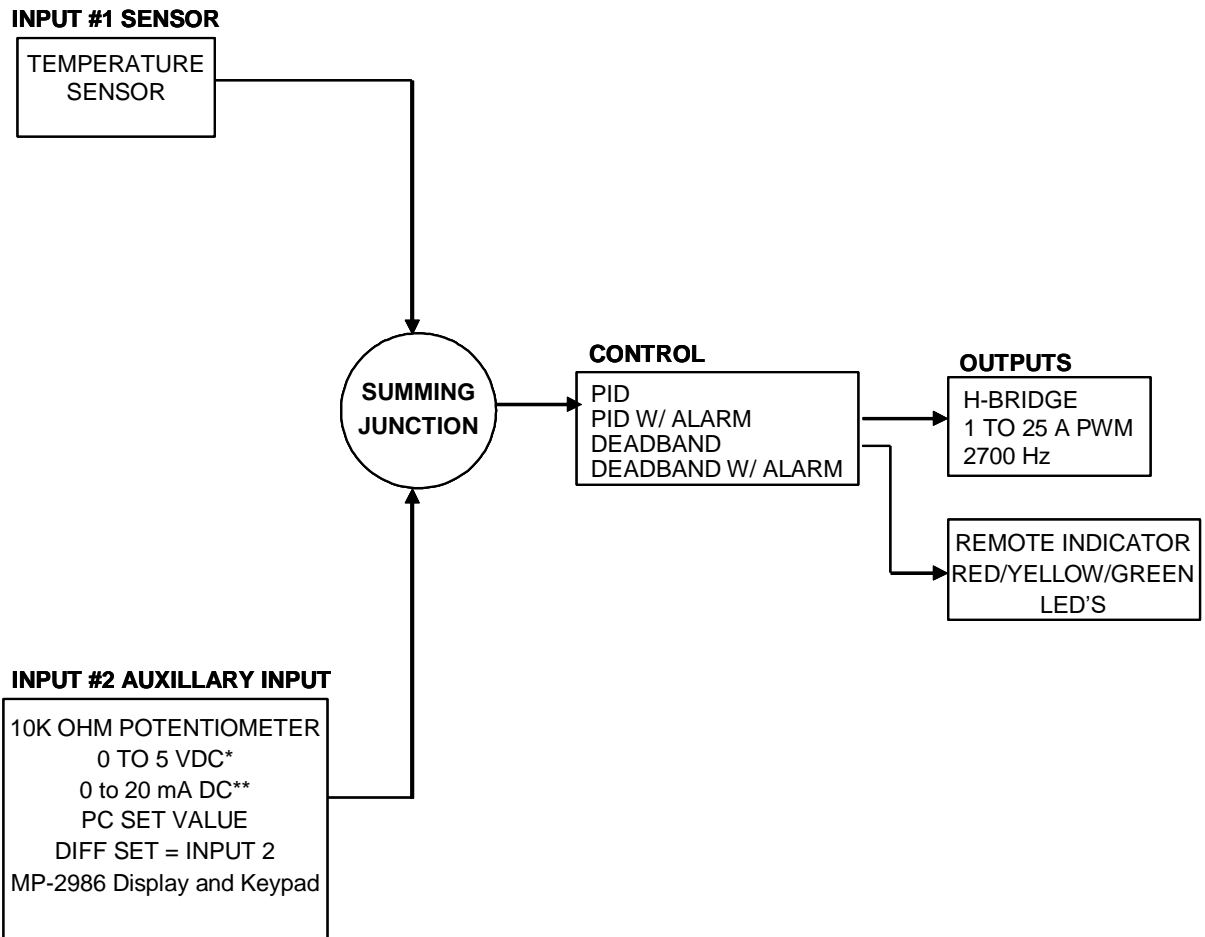 INPUT #1 SENSOR
TEMPERATURE
SENSOR
SUMMING
JUNCTION
CONTROL
PID
PID W/ ALARM
DEADBAND
DEADBAND W/ ALARM
OUTPUTS
H-BRIDGE
1 TO 25 A PWM
2700 Hz
REMOTE INDICATOR
RED/YELLOW/GREEN
LED'S
INPUT #2 AUXILLARY INPUT
10K OHM POTENTIOMETER
0 TO 5 VDC*
0 to 20 mA DC**
PC SET VALUE
DIFF SET = INPUT 2
MP-2986 Display and Keypad